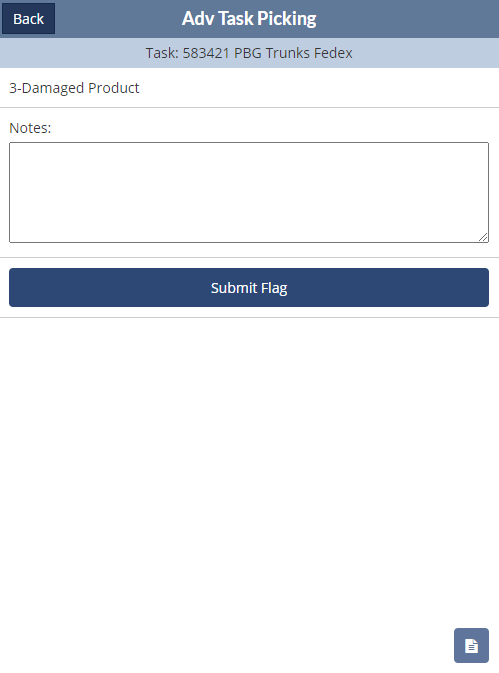 Back
Adv Task Picking
Task: 583421 PBG Trunks Fedex
3-Damaged Product
Notes:
Submit Flag